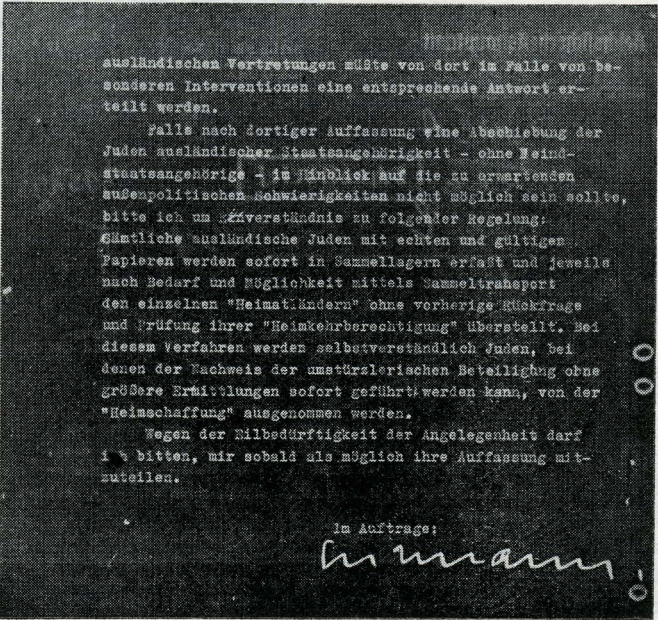 ausländischen Vertretungen müßte von dort im Falle von be-
sonderen Interventionen eine entsprechende Antwort er-
teilt werden.
Falls nach dortiger Auffassung eine Abschiebung der
Juden ausländischer Staatsangehörigkeit - ohne Feind-
staatsangehörige - im Hinblick auf die zu erwartenden
außenpolitischen Schwierigkeiten nicht möglich sein sollte,
bitte ich um Einverständnis zu folgender Regelung:
Sämtliche ausländische Juden mit echten und gültigen
Papieren werden sofort in Sammellagern erfaßt und jeweils
nach Bedarf und Möglichkeit mittels Sammeltransport
den einzelnen "Heimatländern" ohne vorherige Rückfrage
und Prüfung ihrer "Heimkehrberechtigung" überstellt. Bei
diesem Verfahren werden selbstverständlich Juden, bei
denen der Nachweis der umstürzlerischen Beteiligung ohne
größere Ermittlungen sofort geführt werden kann, von der
"Heimschaffung" ausgenommen werden.
Wegen der Eilbedürftigkeit der Angelegenheit darf
ich bitten, mir sobald als möglich ihre Auffassung mit-
zuteilen.
Im Auftrage: